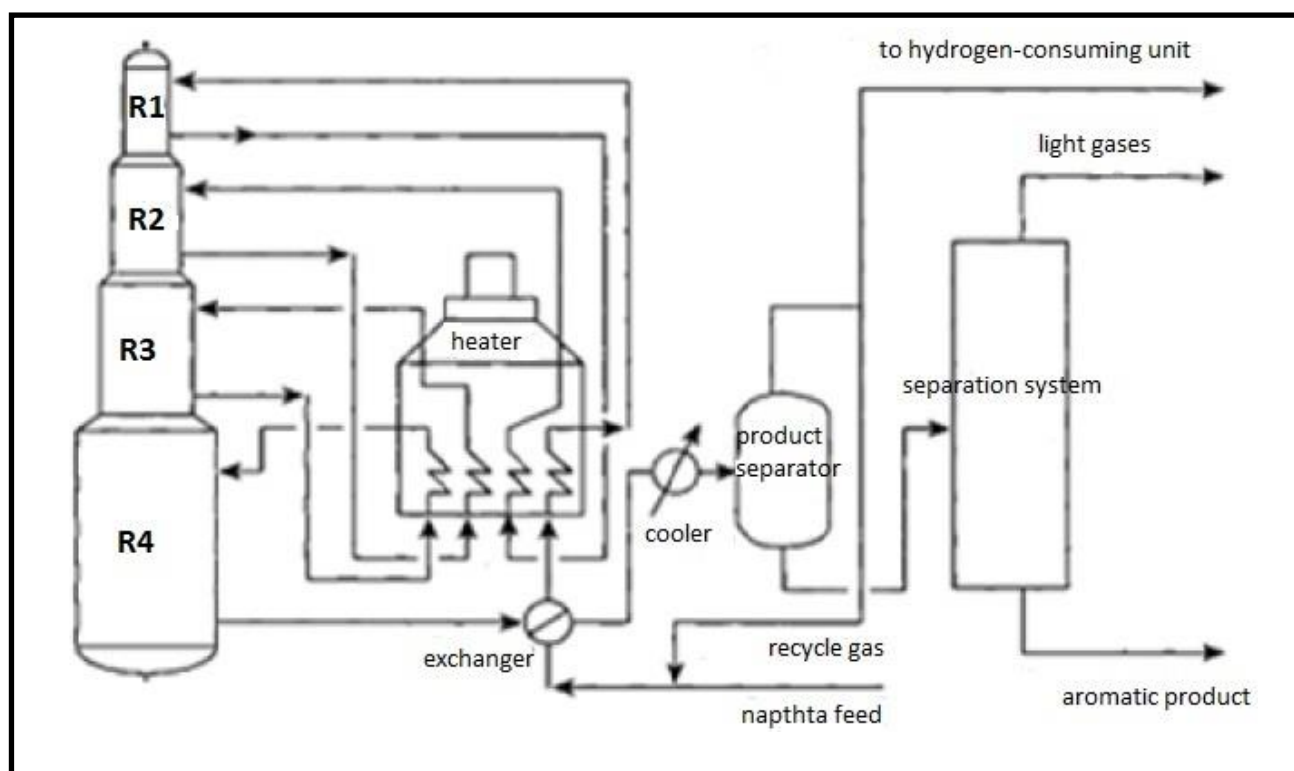 to hydrogen-consuming unit
R1
light gases
R2
heater
R3
separation system
product
separator
R4
cooler
exchanger
recycle gas
napthta feed
aromatic product